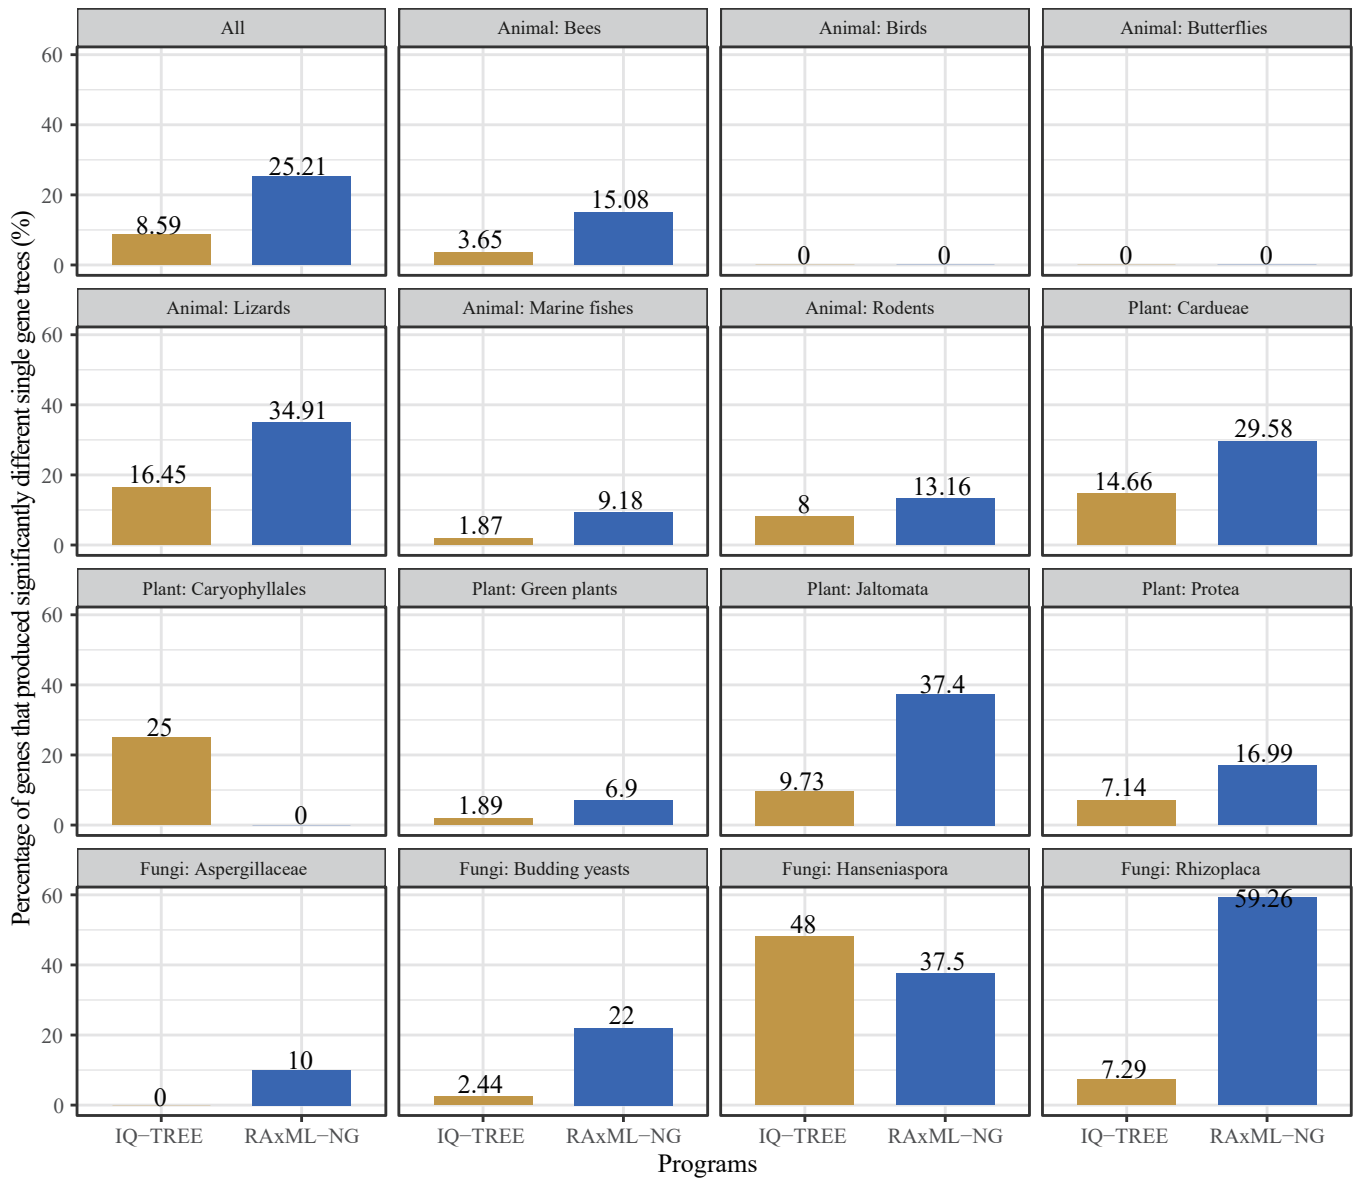 Percentage of genes that produced significantly different single gene trees (%)
All
Animal: Bees
Animal: Birds
Animal: Butterflies
60
40
20
0
8.59
25.21
3.65
15.08
0
0
0
0
Animal: Lizards
Animal: Marine fishes
Animal: Rodents
Plant: Cardueae
60
40
20
0
16.45
34.91
1.87
9.18
8
13.16
14.66
29.58
Plant: Caryophyllales
Plant: Green plants
Plant: Jaltomata
Plant: Protea
60
40
20
0
25
0
1.89
6.9
9.73
37.4
7.14
16.99
Fungi: Aspergillaceae
Fungi: Budding yeasts
Fungi: Hanseniaspora
Fungi: Rhizoplaca
60
40
20
0
0
10
2.44
22
48
37.5
7.29
59.26
IQ−TREE
RAxML−NG
IQ−TREE
RAxML−NG
IQ−TREE
RAxML−NG
IQ−TREE
RAxML−NG
Programs